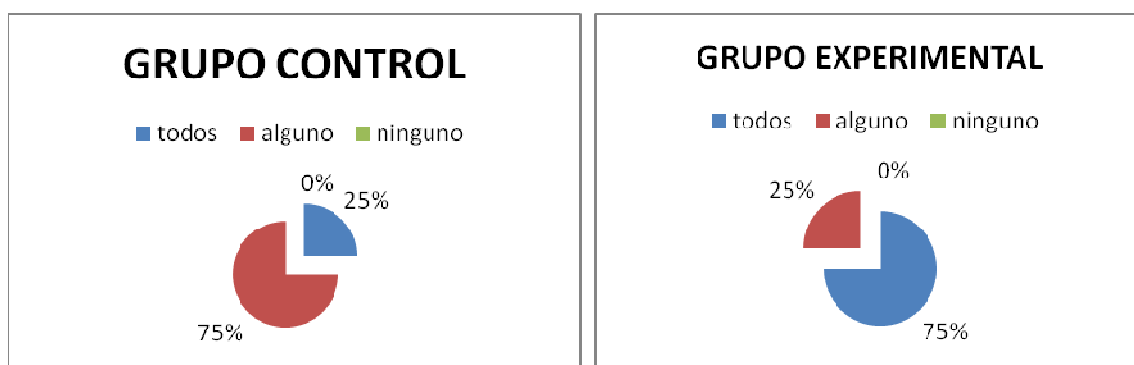 GRUPO CONTROL
todos alguno ninguno
0%
25%
75%
GRUPO EXPERIMENTAL
todos alguno ninguno
0%
25%
75%